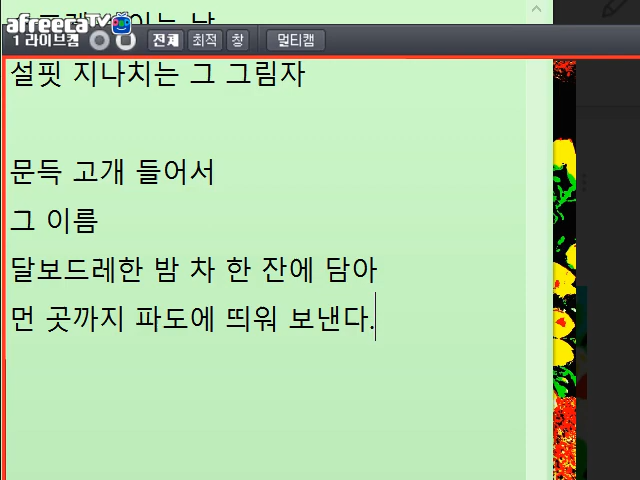 afreecaTV
날
1 라이브캠 전체 최적 창 멀티캠
설핏 지나치는 그 그림자
문득 고개 들어서
그 이름
달보드레한 밤 차 한 잔에 담아
먼 곳까지 파도에 띄워 보낸다.